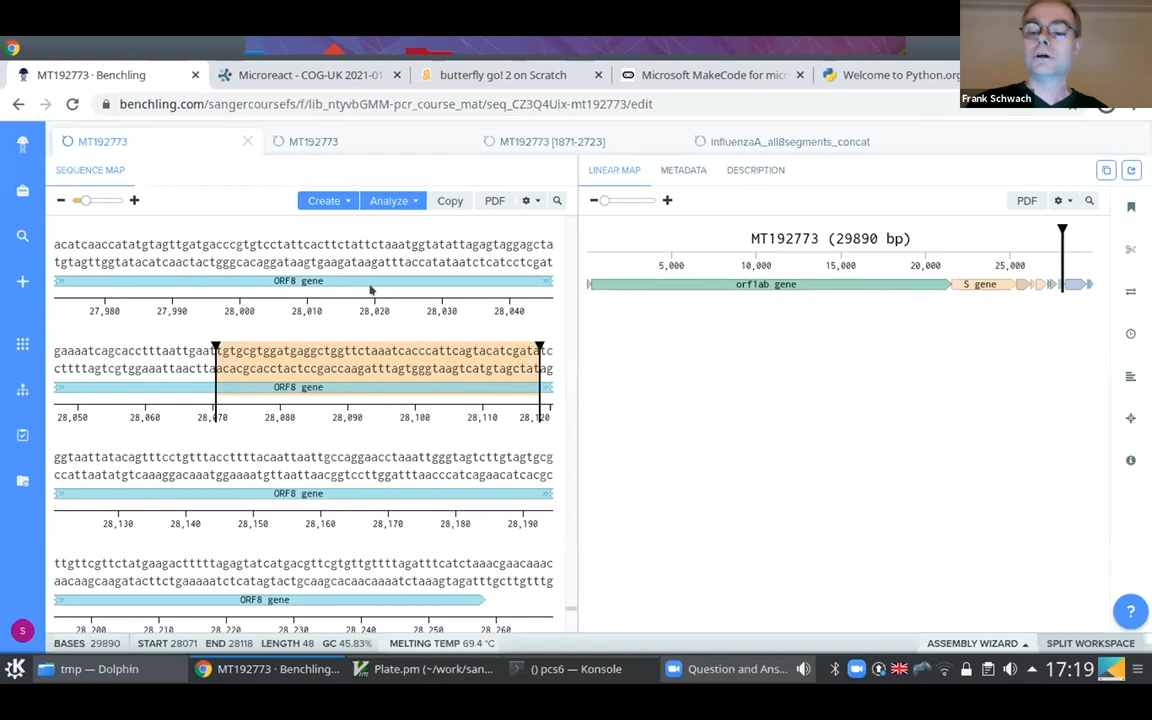 MT192773 · Benchling
Microreact - COG-UK 2021-01
butterfly go! 2 on Scratch
Microsoft MakeCode for mic
Welcome to Python.org
Frank Schwach
benchling.com/sangercoursefs/f/lib_ntyvbGMM-pcr_course_mat/seq_CZ3Q4Uix-mt192773/edit
MT192773
MT192773
MT192773 [1871-2723]
InfluenzaA_all8segments_concat
SEQUENCE MAP
LINEAR MAP
METADATA
DESCRIPTION
Create
Analyze
Copy
PDF
PDF
acatcaaccatatgtagttgatgacccgtgtcctattcacttctattctaaatggtatattagagtaggagcta
tgtagttggtatacatcaactactgggcacaggataagtgaagataagatttaccatataatctcatcctcgat
ORF8 gene
27,980 27,990 28,000 28,010 28,020 28,030 28,040
gaaaatcagcacctttaattgaattgtgcgtggatgaggctggttctaaatcacccattcagtacatcgatatc
cttttagtcgtggaaattaacttaacacgcacctactccgaccaagatttagtgggtaagtcatgtagctatag
ORF8 gene
28,050 28,060 28,070 28,080 28,090 28,100 28,110 28,120
ggtaattatacagtttcctgtttaccttttacaattaattgccaggaacctaaattgggtagtcttgtagtgcg
ccattaatatgtcaaaggacaaatggaaaatgttaattaacggtccttggatttaacccatcagaacatcacgc
ORF8 gene
28,130 28,140 28,150 28,160 28,170 28,180 28,190
ttgttcgttctatgaagactttttagagtatcatgacgttcgtgttgttttagatttcatctaaacgaacaaac
aacaagcaagatacttctgaaaaatctcatagtactgcaagcacaacaaaatctaaagtagatttgcttgtttg
ORF8 gene
28,200 28,210 28,220 28,230 28,240 28,250 28,260
MT192773 (29890 bp)
5,000 10,000 15,000 20,000 25,000
orf1ab gene
S gene
BASES 29890 START 28071 END 28118 LENGTH 48 GC 45.83% MELTING TEMP 69.4 °C
ASSEMBLY WIZARD
SPLIT WORKSPACE
?
S
tmp — Dolphin
MT192773 · Benchling...
Plate.pm (~/work/san...
() pcs6 — Konsole
Question and Ans...
17:19